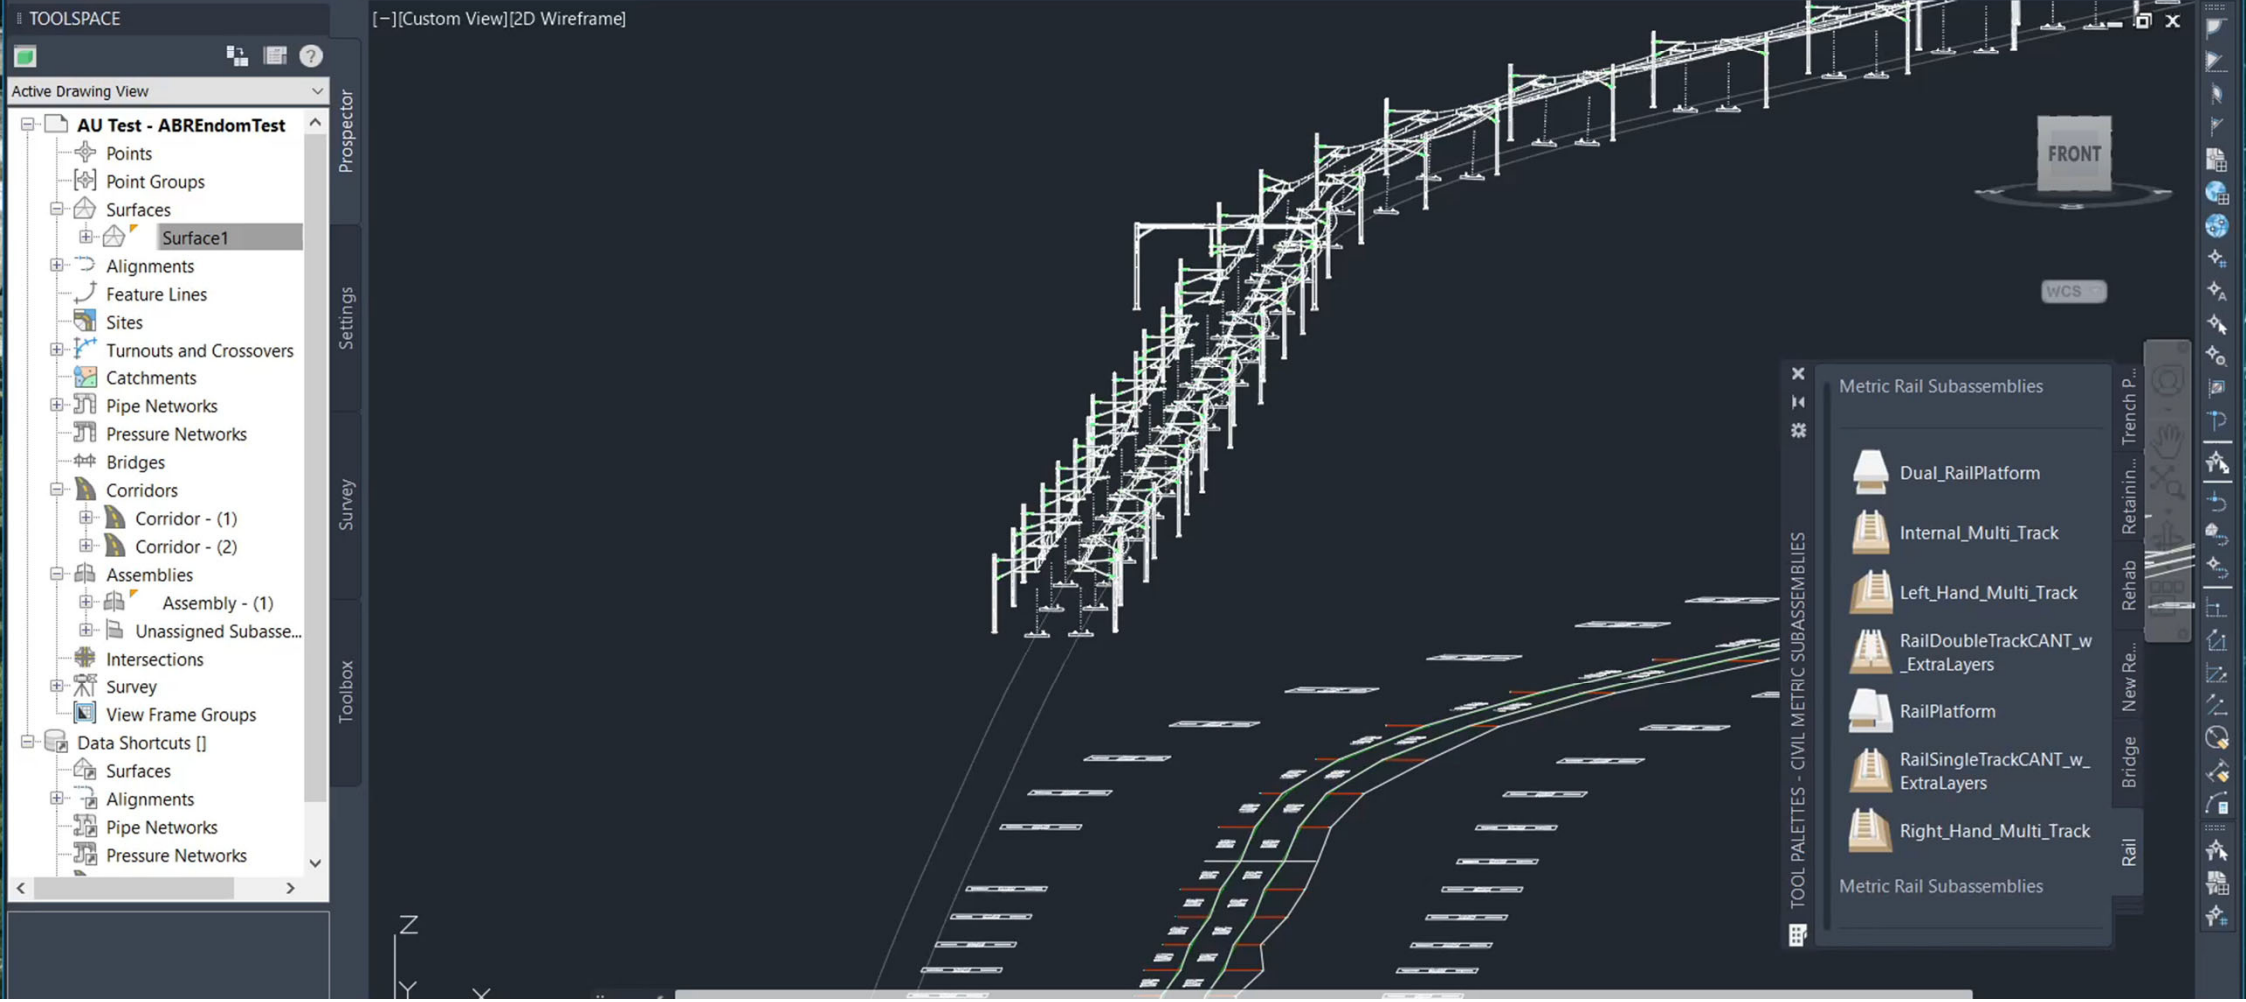 TOOLSPACE
Active Drawing View
AU Test - ABREndomTest
Points
Point Groups
Surfaces
Surface1
Alignments
Feature Lines
Sites
Turnouts and Crossovers
Catchments
Pipe Networks
Pressure Networks
Bridges
Corridors
Corridor - (1)
Corridor - (2)
Assemblies
Assembly - (1)
Unassigned Subasse...
Intersections
Survey
View Frame Groups
Data Shortcuts []
Surfaces
Alignments
Pipe Networks
Pressure Networks
Prospector
Settings
Survey
Toolbox
[−][Custom View][2D Wireframe]
FRONT
WCS
Z
Y
X
TOOL PALETTES - CIVIL METRIC SUBASSEMBLIES
Metric Rail Subassemblies
Dual_RailPlatform
Internal_Multi_Track
Left_Hand_Multi_Track
RailDoubleTrackCANT_w
_ExtraLayers
RailPlatform
RailSingleTrackCANT_w_
ExtraLayers
Right_Hand_Multi_Track
Metric Rail Subassemblies
Trench P...
Retainin...
Rehab
New Re...
Bridge
Rail